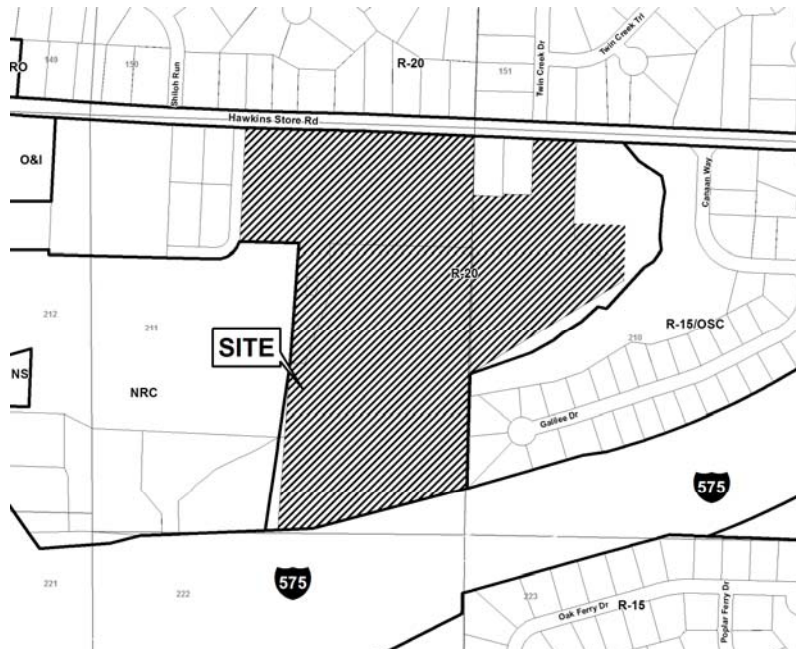 149
150
Shiloh Run
R-20
151
Twin Creek Dr
Twin Creek Trl
RO
Hawkins Store Rd
O&I
Canaan Way
R-20
212
211
210
R-15/OSC
SITE
NS
NRC
Galilee Dr
575
575
221
222
223
Oak Ferry Dr
R-15
Poplar Ferry Dr